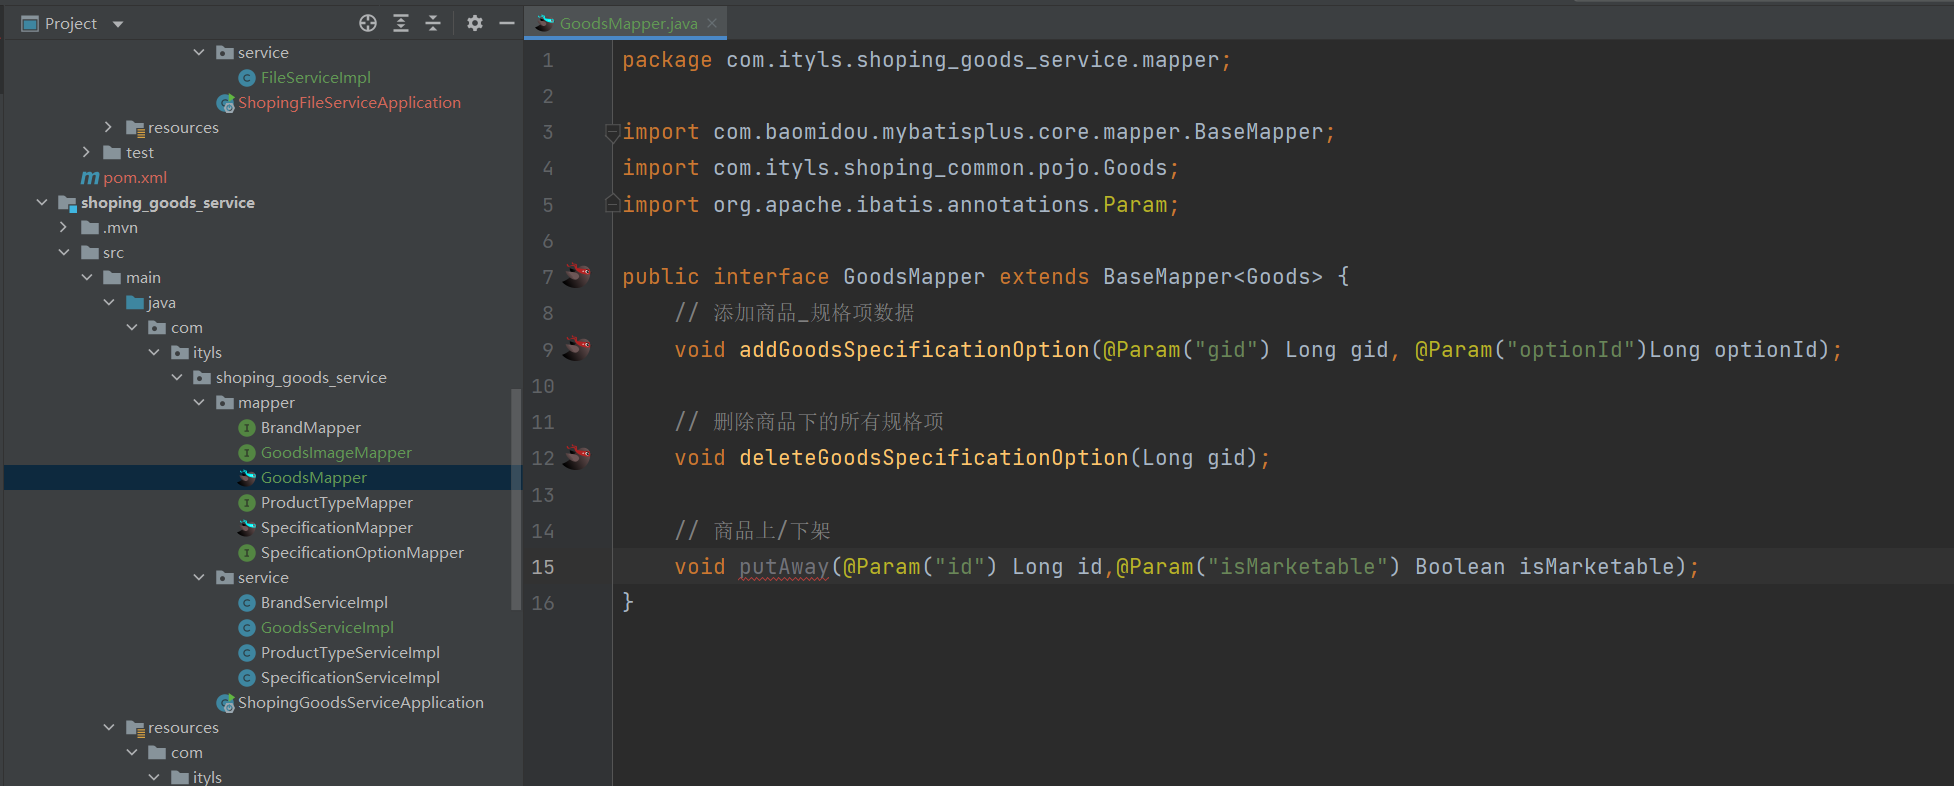 Project
service
FileServiceImpl
ShopingFileServiceApplication
resources
test
pom.xml
shoping_goods_service
.mvn
src
main
java
com
ityls
shoping_goods_service
mapper
BrandMapper
GoodsImageMapper
GoodsMapper
ProductTypeMapper
SpecificationMapper
SpecificationOptionMapper
service
BrandServiceImpl
GoodsServiceImpl
ProductTypeServiceImpl
SpecificationServiceImpl
ShopingGoodsServiceApplication
resources
com
ityls
GoodsMapper.java
1 package com.ityls.shoping_goods_service.mapper;
2
3 import com.baomidou.mybatisplus.core.mapper.BaseMapper;
4 import com.ityls.shoping_common.pojo.Goods;
5 import org.apache.ibatis.annotations.Param;
6
7 public interface GoodsMapper extends BaseMapper<Goods> {
8 // 添加商品_规格项数据
9 void addGoodsSpecificationOption(@Param("gid") Long gid, @Param("optionId")Long optionId);
10
11 // 删除商品下的所有规格项
12 void deleteGoodsSpecificationOption(Long gid);
13
14 // 商品上/下架
15 void putAway(@Param("id") Long id,@Param("isMarketable") Boolean isMarketable);
16 }